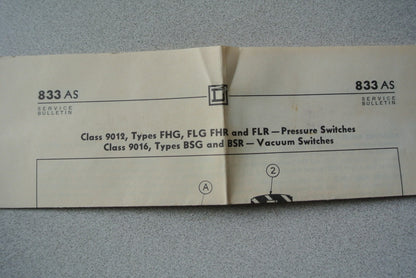 833 AS
SERVICE
BULLETIN
833 AS
SERVICE
BULLETIN
Class 9012, Types FHG, FLG FHR and FLR — Pressure Switches
Class 9016, Types BSG and BSR — Vacuum Switches
A
2